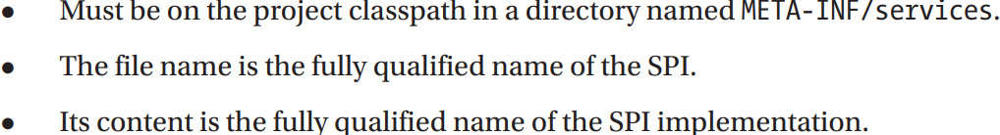 • Must be on the project classpath in a directory named META-INF/services.
• The file name is the fully qualified name of the SPI.
• Its content is the fully qualified name of the SPI implementation.